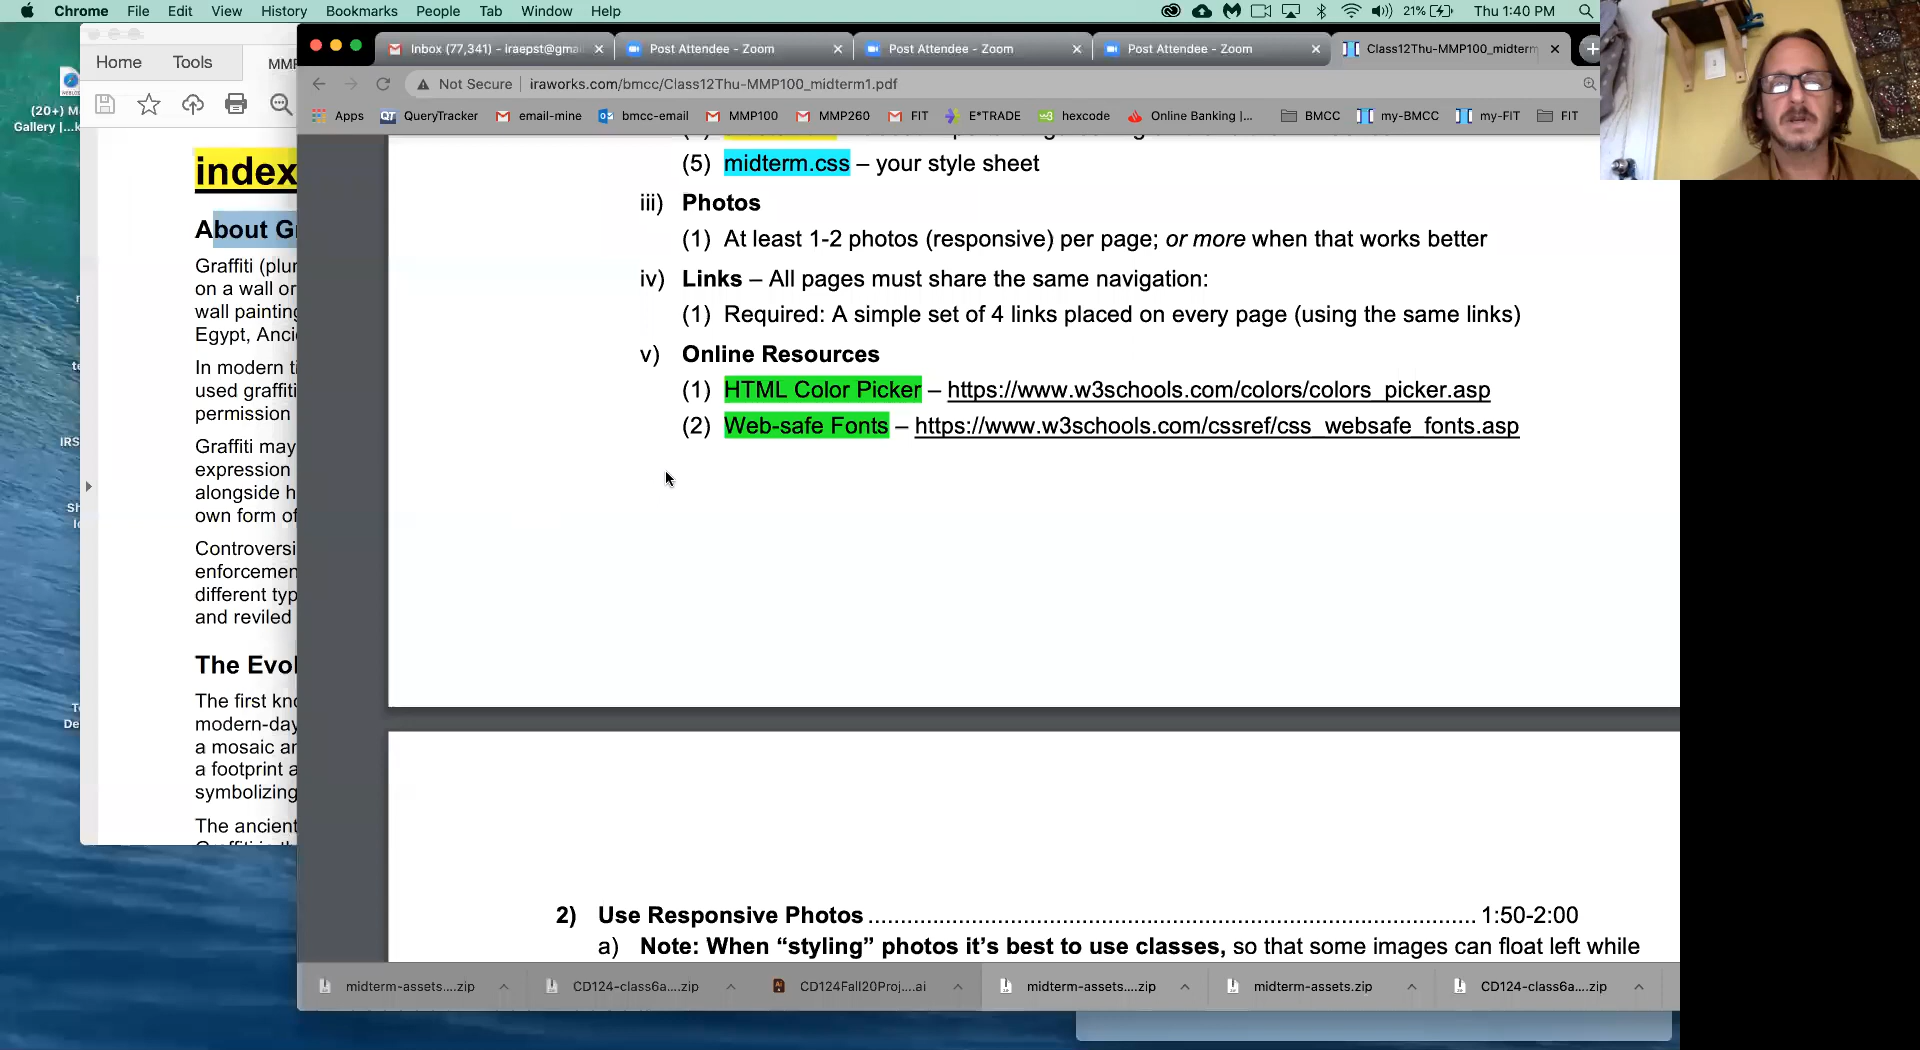 Chrome File Edit View History Bookmarks People Tab Window Help
21% Thu 1:40 PM
Inbox (77,341) - iraepst@gmai
Post Attendee - Zoom
Post Attendee - Zoom
Post Attendee - Zoom
Class12Thu-MMP100_midterm
Not Secure iraworks.com/bmcc/Class12Thu-MMP100_midterm1.pdf
Apps QueryTracker email-mine bmcc-email MMP100 MMP260 FIT E*TRADE hexcode Online Banking |... BMCC my-BMCC my-FIT FIT
Home Tools MMP
(20+) M
Gallery |...k
IRS
index
About Gr
Graffiti (plur
on a wall or
wall painting
Egypt, Anci
In modern ti
used graffiti
permission
Graffiti may
expression
alongside h
own form of
Controversi
enforcemen
different typ
and reviled
The Evol
The first kno
modern-day
a mosaic an
a footprint a
symbolizing
The ancient
(5) midterm.css – your style sheet
iii) Photos
(1) At least 1-2 photos (responsive) per page; or more when that works better
iv) Links – All pages must share the same navigation:
(1) Required: A simple set of 4 links placed on every page (using the same links)
v) Online Resources
(1) HTML Color Picker – https://www.w3schools.com/colors/colors_picker.asp
(2) Web-safe Fonts – https://www.w3schools.com/cssref/css_websafe_fonts.asp
2) Use Responsive Photos ........................................................................................... 1:50-2:00
a) Note: When “styling” photos it’s best to use classes, so that some images can float left while
midterm-assets....zip CD124-class6a....zip CD124Fall20Proj....ai midterm-assets....zip midterm-assets.zip CD124-class6a....zip